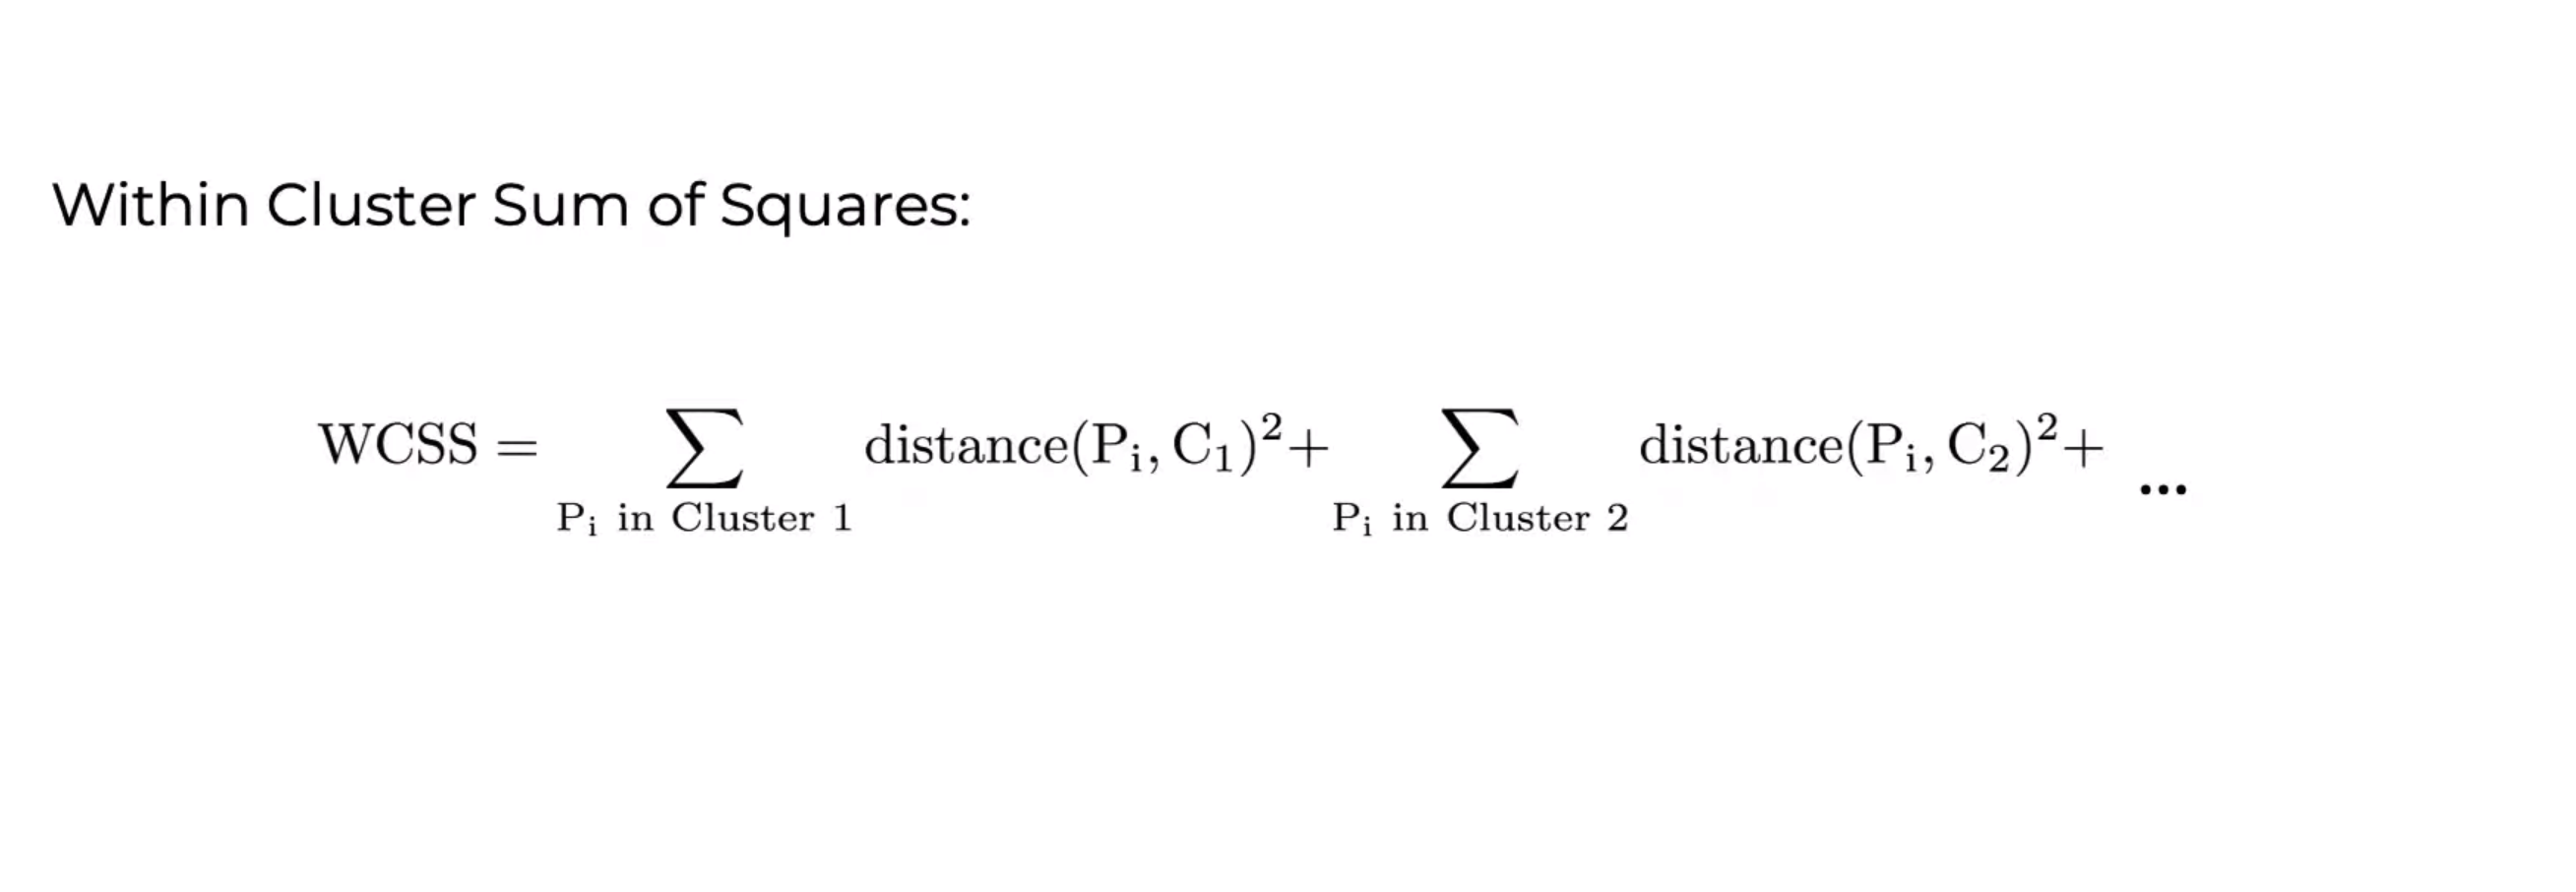 Within Cluster Sum of Squares:
WCSS = ∑ distance(Pᵢ, C₁)² + ∑ distance(Pᵢ, C₂)² + ...
Pᵢ in Cluster 1 Pᵢ in Cluster 2